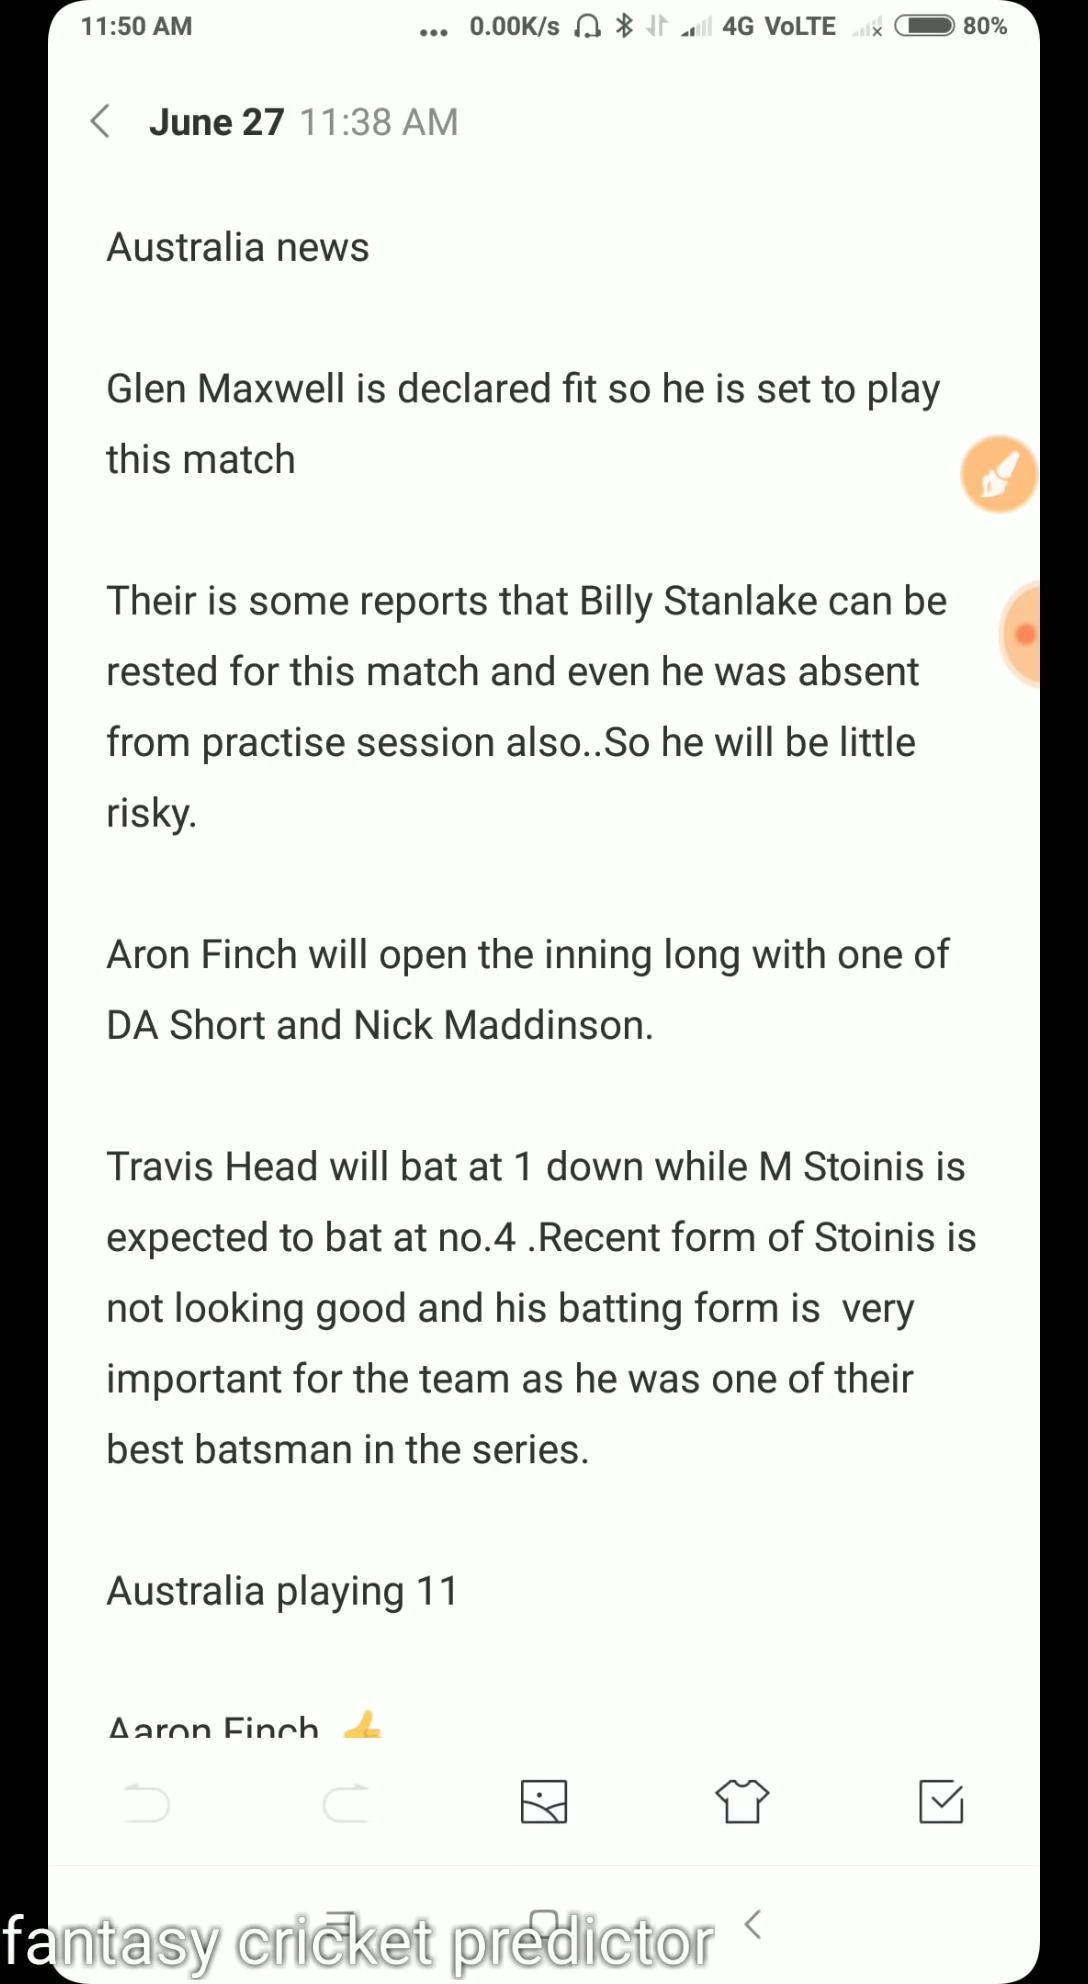 11:50 AM ... 0.00K/s 4G VoLTE 80%
June 27 11:38 AM
Australia news
Glen Maxwell is declared fit so he is set to play
this match
Their is some reports that Billy Stanlake can be
rested for this match and even he was absent
from practise session also..So he will be little
risky.
Aron Finch will open the inning long with one of
DA Short and Nick Maddinson.
Travis Head will bat at 1 down while M Stoinis is
expected to bat at no.4 .Recent form of Stoinis is
not looking good and his batting form is  very
important for the team as he was one of their
best batsman in the series.
Australia playing 11
Aaron Finch 👍
fantasy cricket predictor